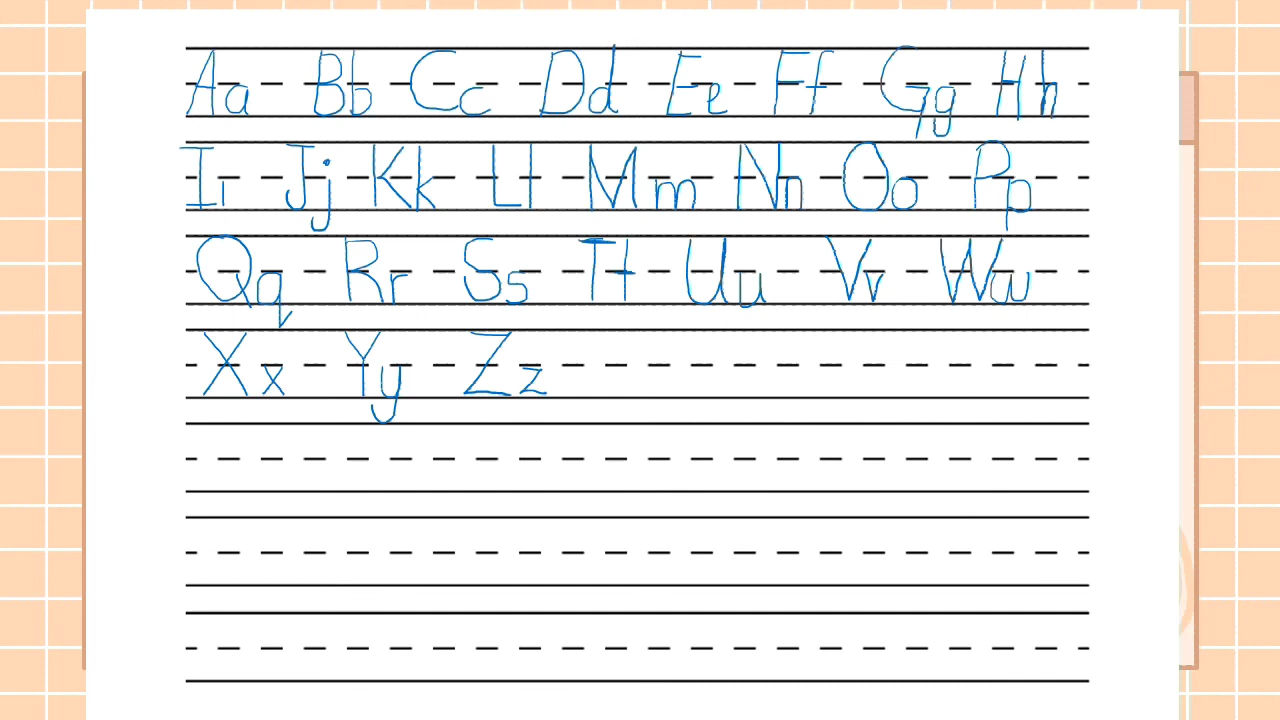 Aa Bb Cc Dd Ee Ff Gg Hh
Ii Jj Kk Ll Mm Nn Oo Pp
Qq Rr Ss Tt Uu Vv Ww
Xx Yy Zz